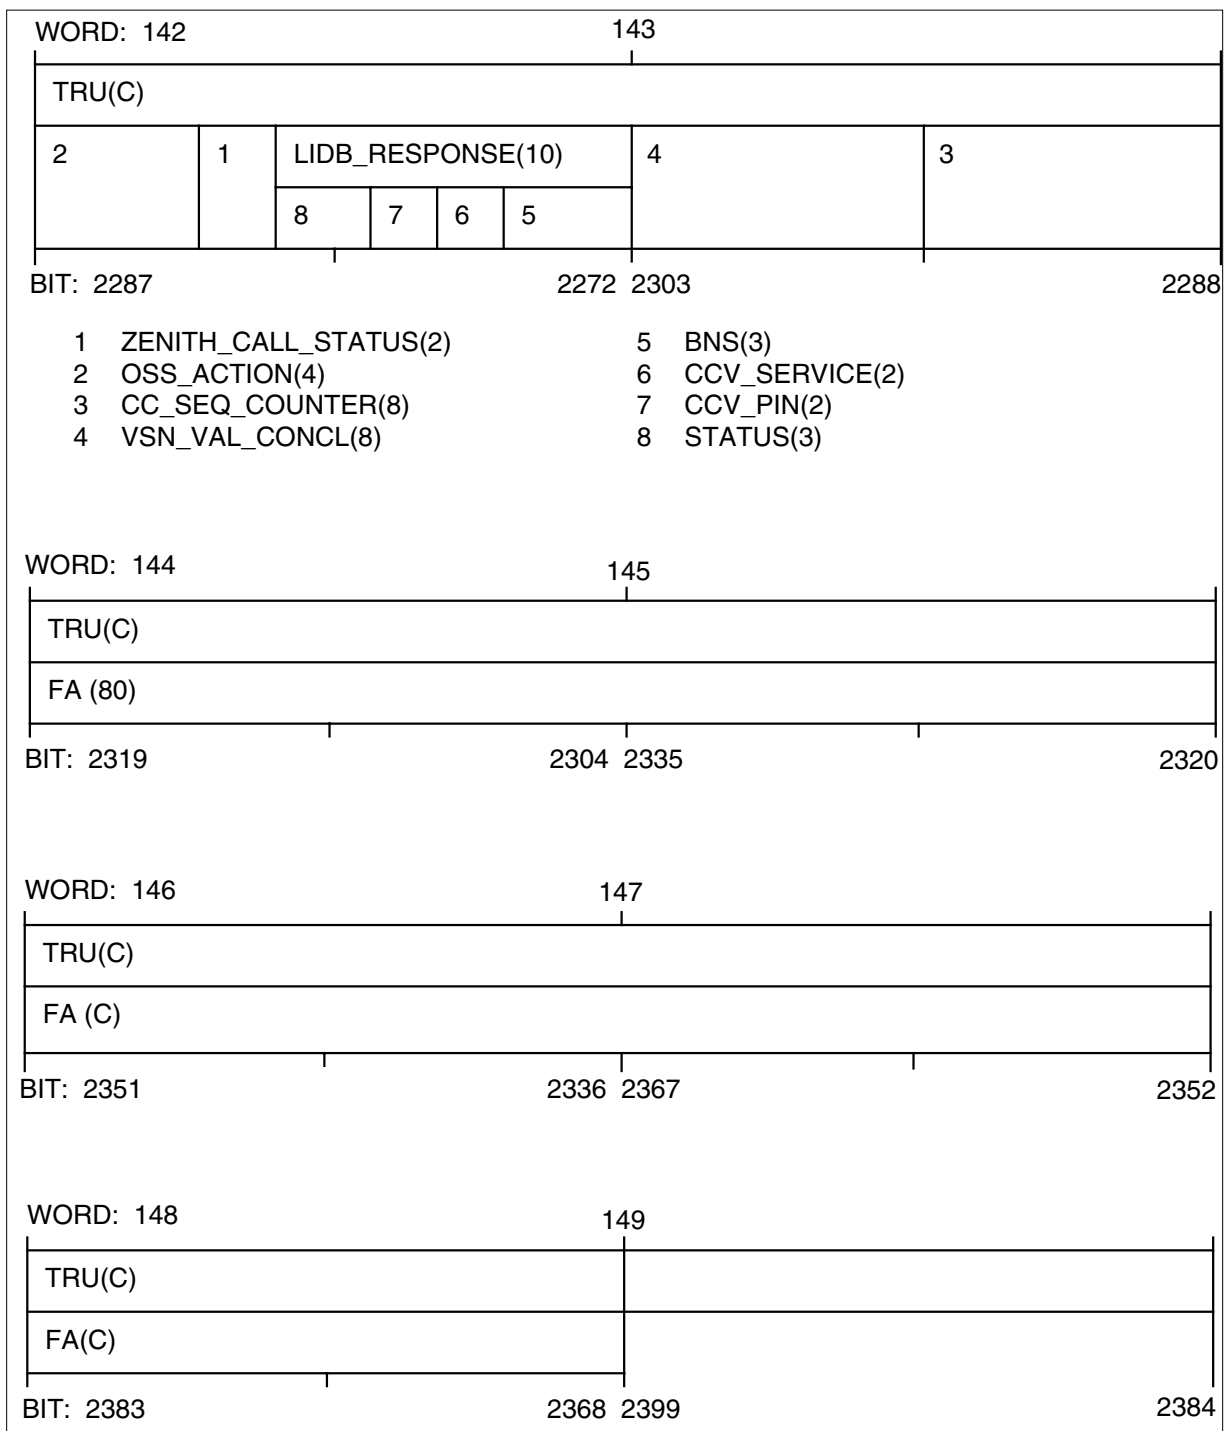 WORD: 142 143
TRU(C)
2 1 LIDB_RESPONSE(10) 4 3
8 7 6 5
BIT: 2287 2272 2303 2288
1 ZENITH_CALL_STATUS(2) 5 BNS(3)
2 OSS_ACTION(4) 6 CCV_SERVICE(2)
3 CC_SEQ_COUNTER(8) 7 CCV_PIN(2)
4 VSN_VAL_CONCL(8) 8 STATUS(3)
WORD: 144 145
TRU(C)
FA (80)
BIT: 2319 2304 2335 2320
WORD: 146 147
TRU(C)
FA (C)
BIT: 2351 2336 2367 2352
WORD: 148 149
TRU(C)
FA(C)
BIT: 2383 2368 2399 2384